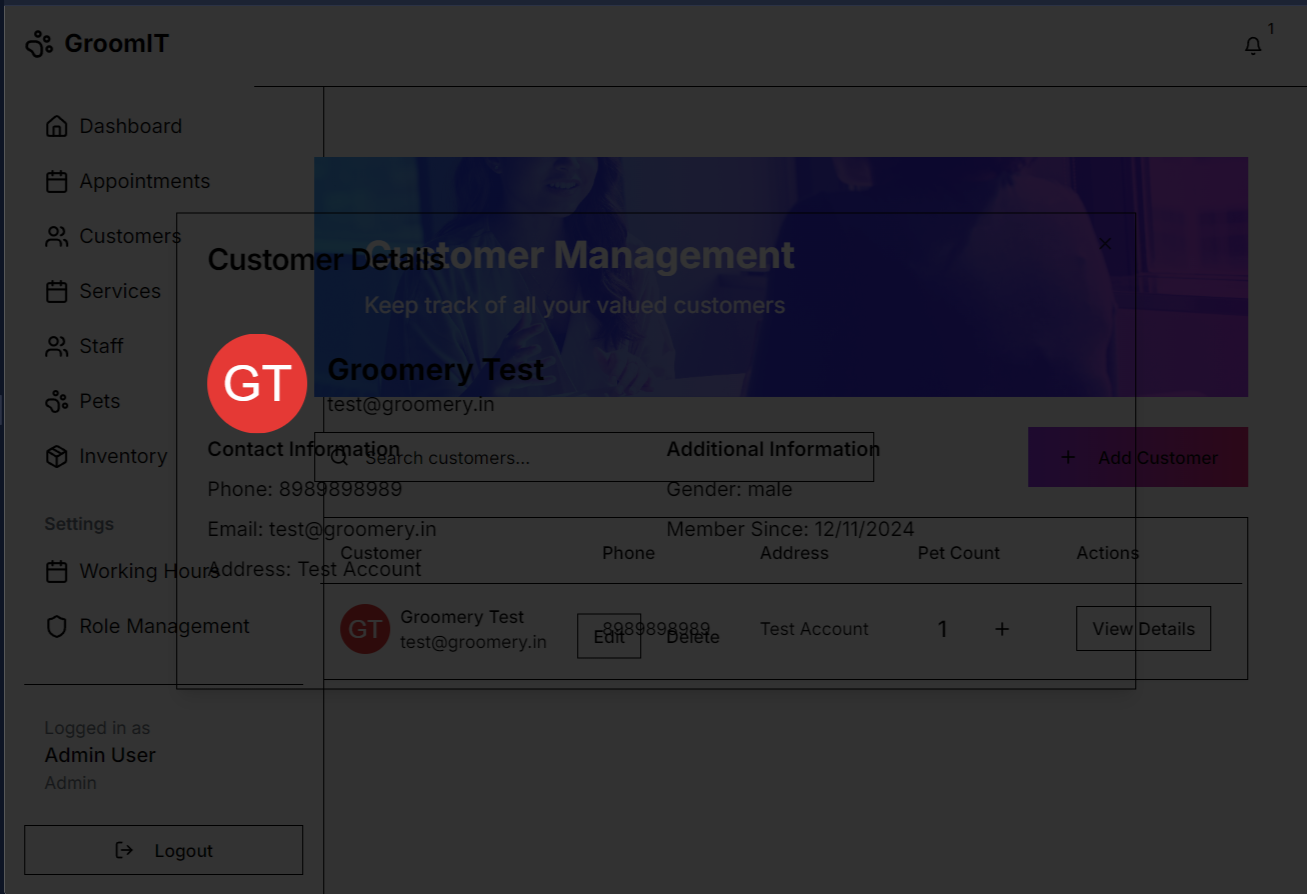 GroomIT
1
Dashboard
Appointments
Customers
Services
Staff
Pets
Inventory
Settings
Working Hours
Role Management
Logged in as
Admin User
Admin
Logout
Customer Management
Keep track of all your valued customers
Search customers...
Add Customer
Customer Phone Address Pet Count Actions
GT Groomery Test 8989898989 Test Account 1 View Details
test@groomery.in
Customer Details
GT
Groomery Test
test@groomery.in
Contact Information
Phone: 8989898989
Email: test@groomery.in
Address: Test Account
Additional Information
Gender: male
Member Since: 12/11/2024
Edit Delete